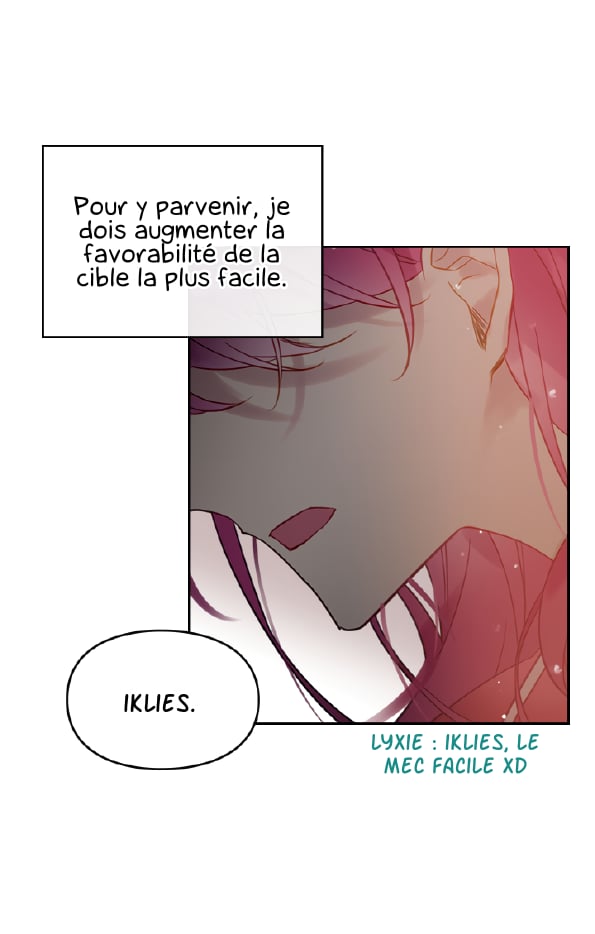 Pour y parvenir, je
dois augmenter la
favorabilité de la
cible la plus facile.
IKLIES.
LYXIE : IKLIES, LE
MEC FACILE XD